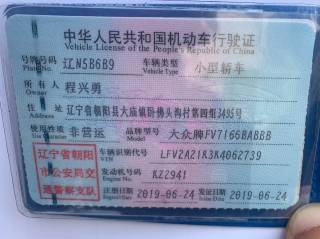 中华人民共和国机动车行驶证
Vehicle License of the People's Republic of China
号牌号码 辽N5B6B9 车辆类型 小型轿车
Plate No. Vehicle Type
所有人 程兴勇
Owner
住址 辽宁省朝阳县大庙镇卧佛头沟村第四组3495号
Address
使用性质 非营运 品牌型号 大众牌FV7166BABBB
Use Character Model
辽宁省朝阳 车辆识别代号 LFV2A21K3K4062739
VIN
市公安局交 发动机号码 KZ2941
Engine No.
通警察支队 注册日期 2019-06-24 发证日期 2019-06-24
Register Date Issue Date